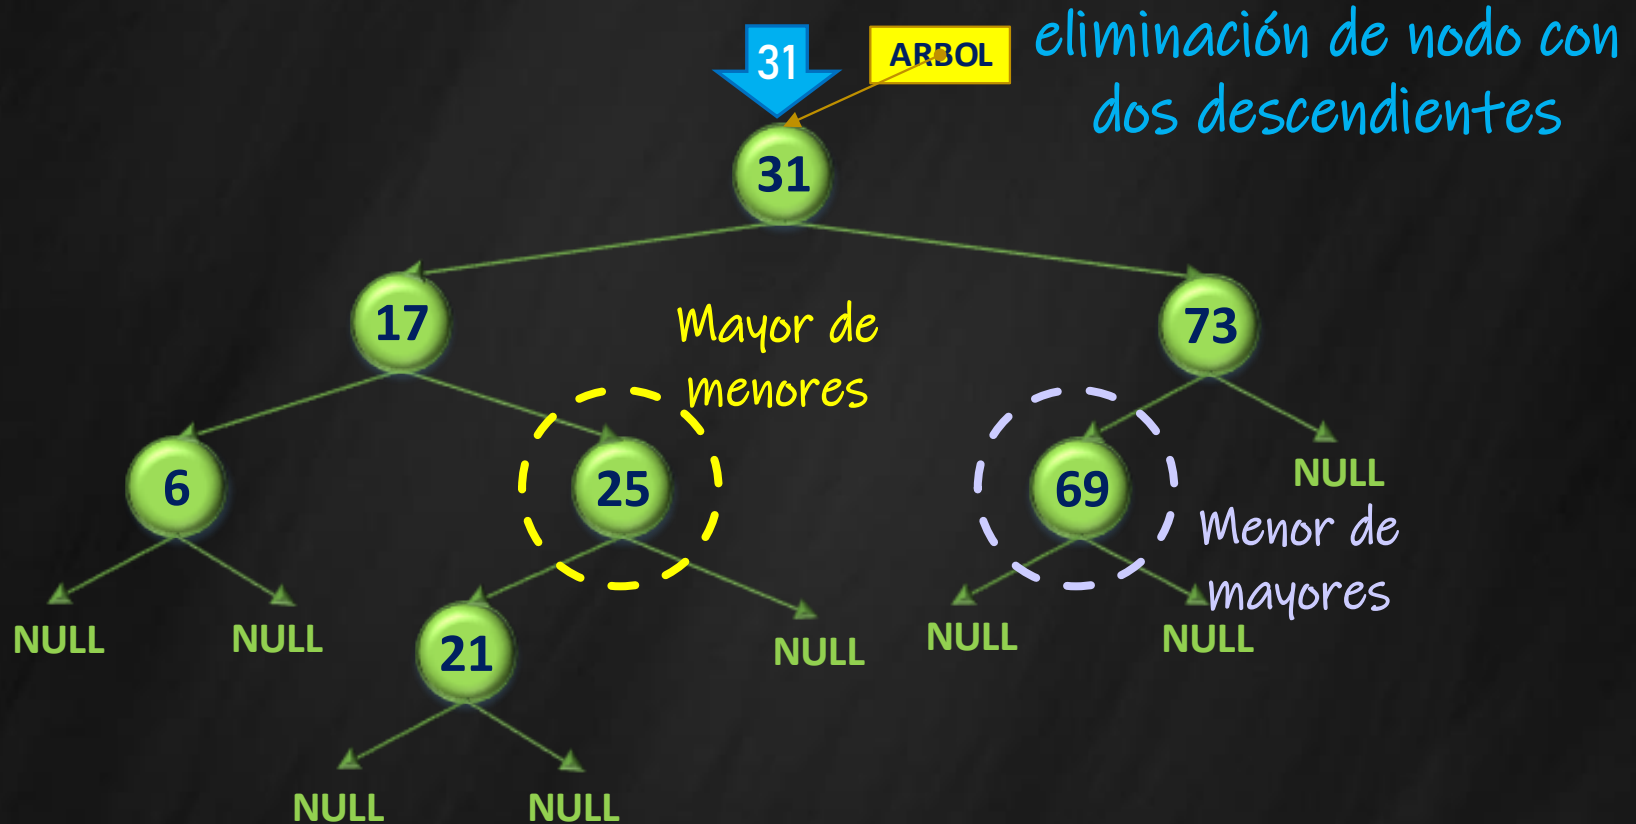 eliminación de nodo con
dos descendientes
31
ARBOL
31
17
73
Mayor de
menores
6
25
69
NULL
Menor de
mayores
NULL
NULL
21
NULL
NULL
NULL
NULL
NULL